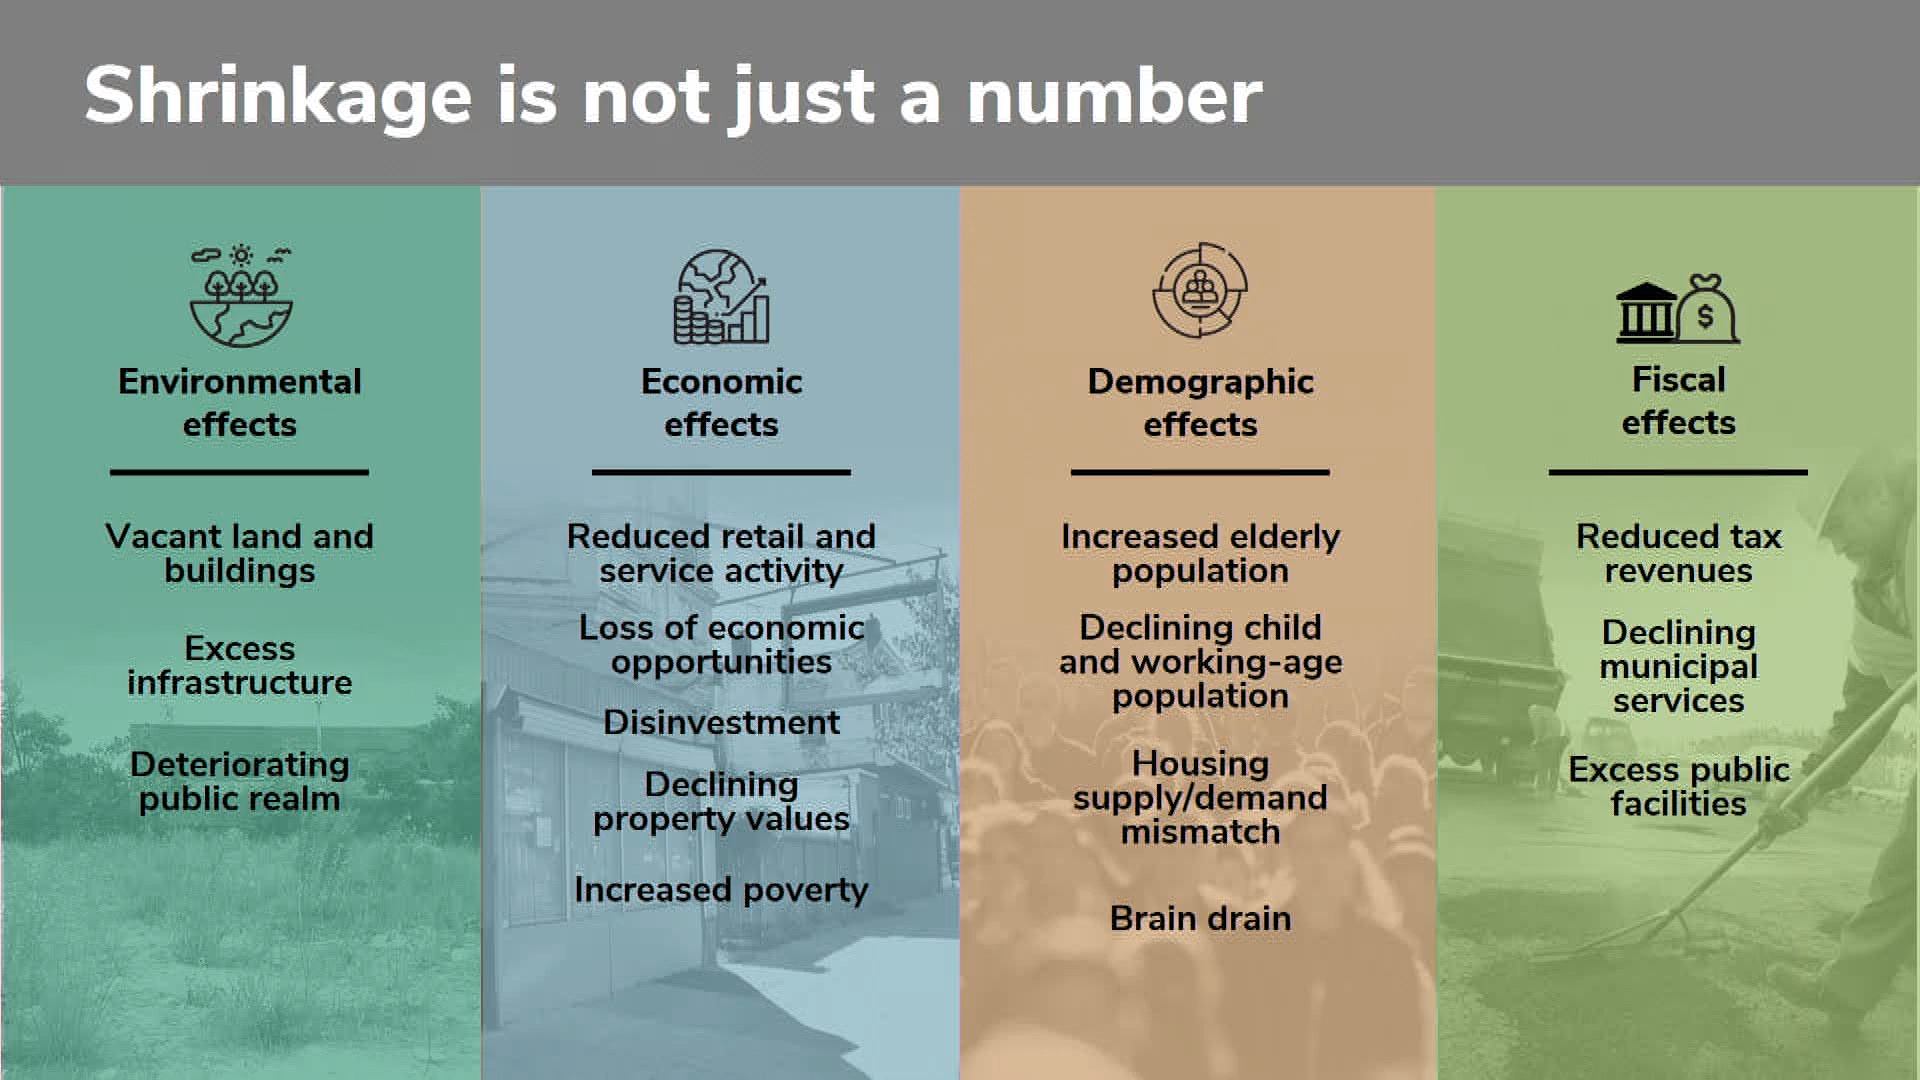 Shrinkage is not just a number
Environmental
effects
Vacant land and
buildings
Excess
infrastructure
Deteriorating
public realm
Economic
effects
Reduced retail and
service activity
Loss of economic
opportunities
Disinvestment
Declining
property values
Increased poverty
Demographic
effects
Increased elderly
population
Declining child
and working-age
population
Housing
supply/demand
mismatch
Brain drain
$
Fiscal
effects
Reduced tax
revenues
Declining
municipal
services
Excess public
facilities